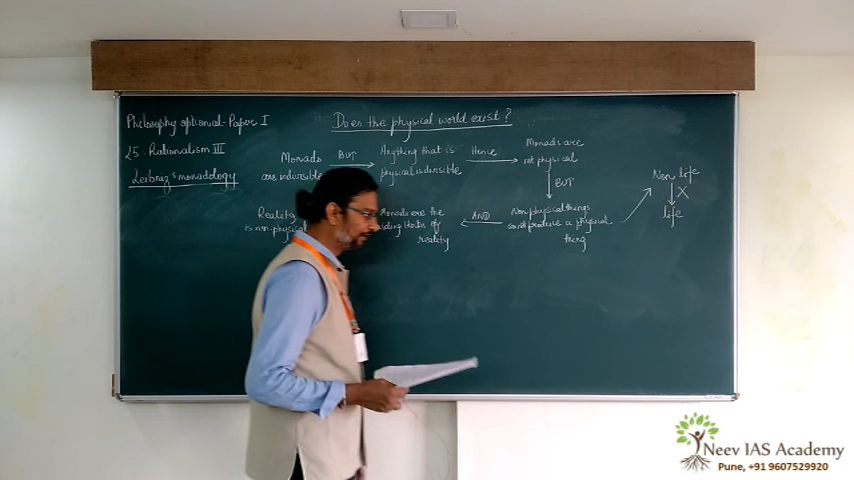 Philosophy optional-Paper I
Does the physical world exist?
L5. Rationalism III
Leibniz's monadology
Monads
are indivisible
BUT
Anything that is
physical is divisible
Hence
Monads are
not physical
BUT
Non physical things
can't produce a physical
thing
Non life
X
life
AND
Monads are the
building blocks of
reality
Reality
is non-physical
Neev IAS Academy
Pune, +91 9607529920